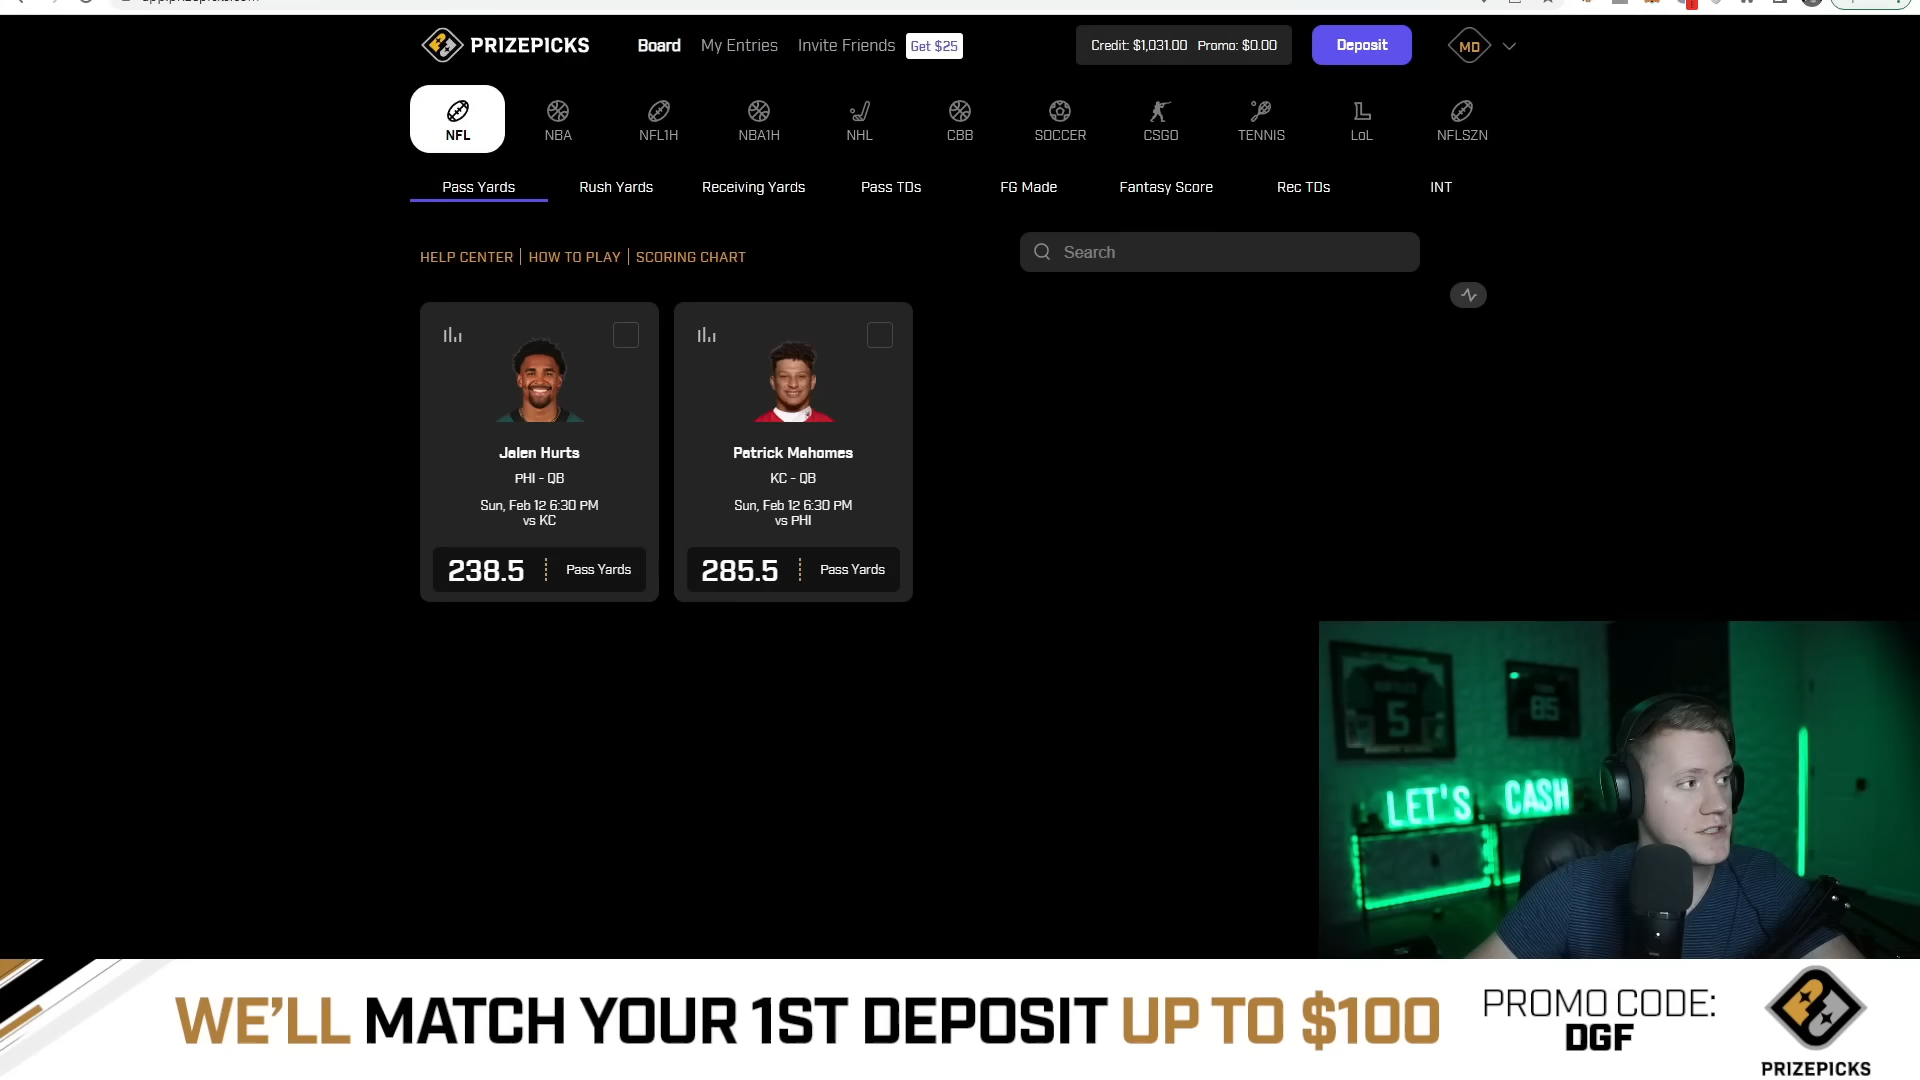 PRIZEPICKS
Board
My Entries
Invite Friends
Get $25
Credit: $1,031.00 Promo: $0.00
Deposit
MD
NFL
NBA
NFL1H
NBA1H
NHL
CBB
SOCCER
CSGO
TENNIS
LoL
NFLSZN
Pass Yards
Rush Yards
Receiving Yards
Pass TDs
FG Made
Fantasy Score
Rec TDs
INT
HELP CENTER
HOW TO PLAY
SCORING CHART
Search
Jalen Hurts
PHI - QB
Sun, Feb 12 6:30 PM
vs KC
238.5
Pass Yards
Patrick Mahomes
KC - QB
Sun, Feb 12 6:30 PM
vs PHI
285.5
Pass Yards
5
85
LET'S CASH
WE'LL MATCH YOUR 1ST DEPOSIT UP TO $100
PROMO CODE:
DGF
PRIZEPICKS